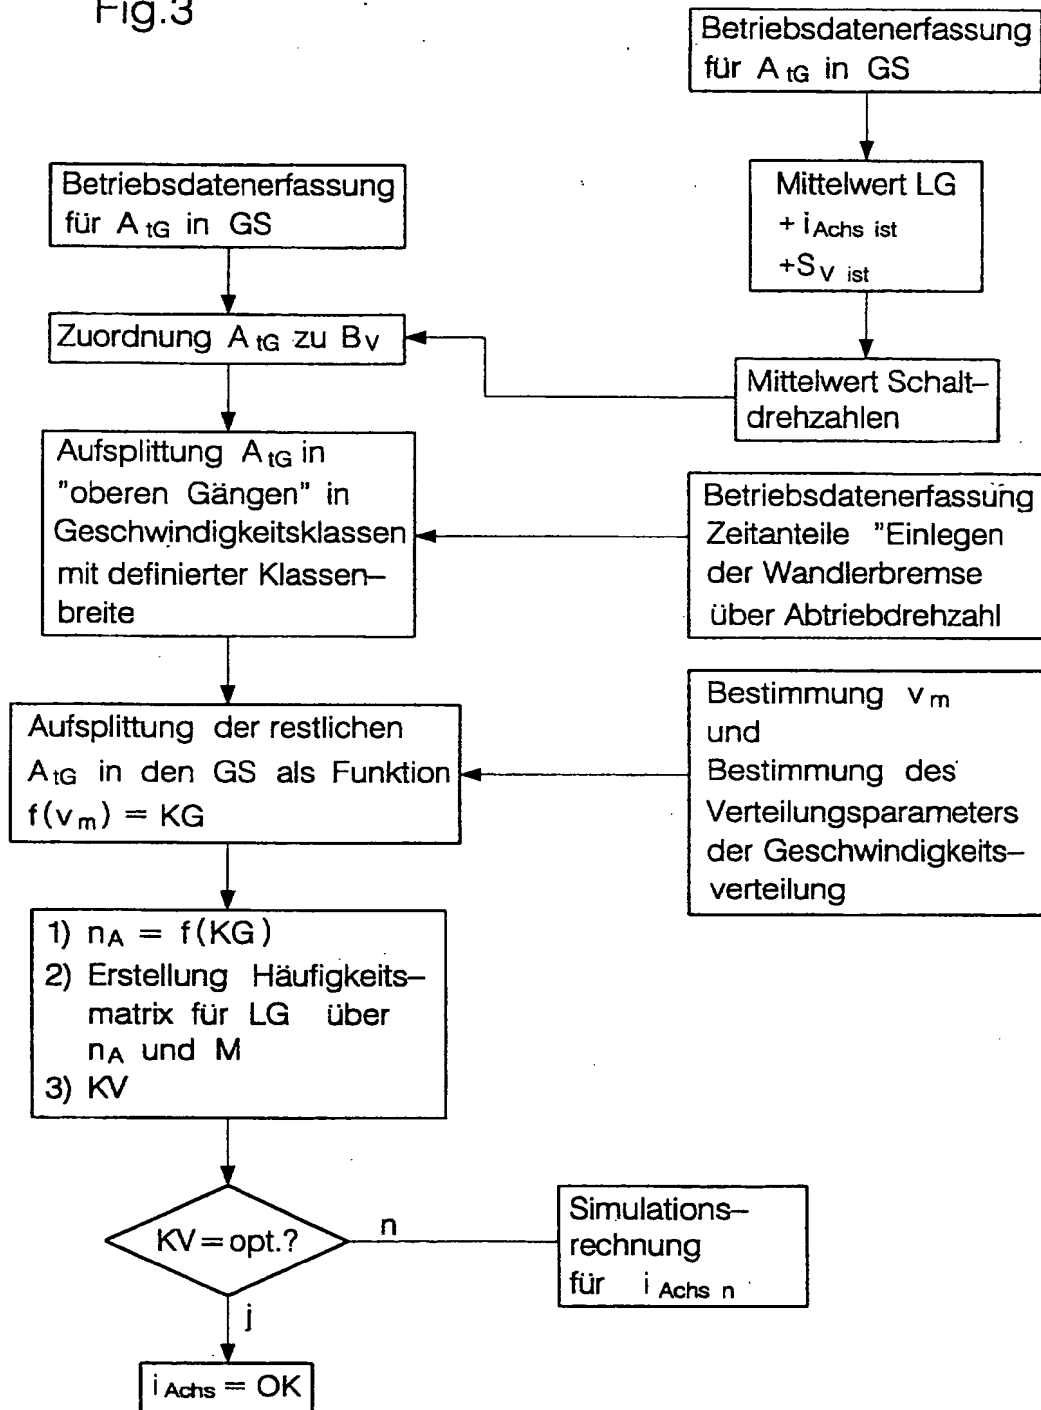 Fig.3
Betriebsdatenerfassung
für A tG in GS
Mittelwert LG
+ i Achs ist
+S V ist
Mittelwert Schalt–
drehzahlen
Betriebsdatenerfassung
für A tG in GS
Zuordnung A tG zu B V
Aufsplittung A tG in
"oberen Gängen" in
Geschwindigkeitsklassen
mit definierter Klassen–
breite
Betriebsdatenerfassung
Zeitanteile "Einlegen
der Wandlerbremse
über Abtriebdrehzahl
Aufsplittung der restlichen
A tG in den GS als Funktion
f(v m) = KG
Bestimmung v m
und
Bestimmung des
Verteilungsparameters
der Geschwindigkeits–
verteilung
1) n A = f(KG)
2) Erstellung Häufigkeits–
matrix für LG über
n A und M
3) KV
KV = opt.?
n
j
Simulations–
rechnung
für i Achs n
i Achs = OK